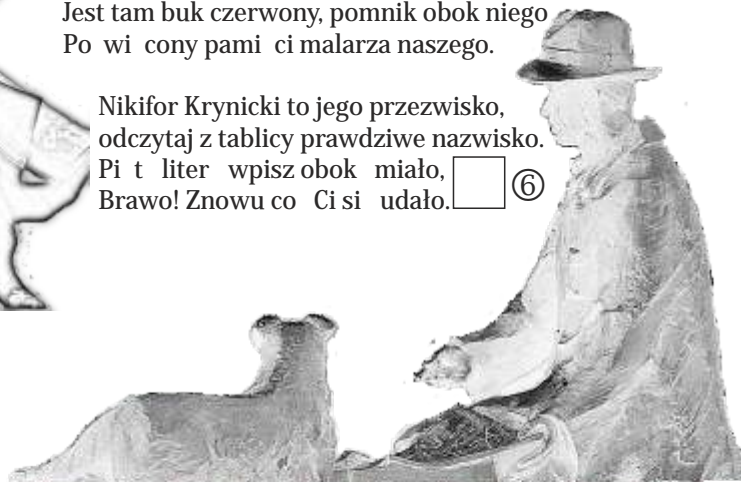 Jest tam buk czerwony, pomnik obok niego
Po wi cony pami ci malarza naszego.
Nikifor Krynicki to jego przezwisko,
odczytaj z tablicy prawdziwe nazwisko.
Pi t liter wpisz obok miało,
Brawo! Znowu co Ci si udało. ⑥